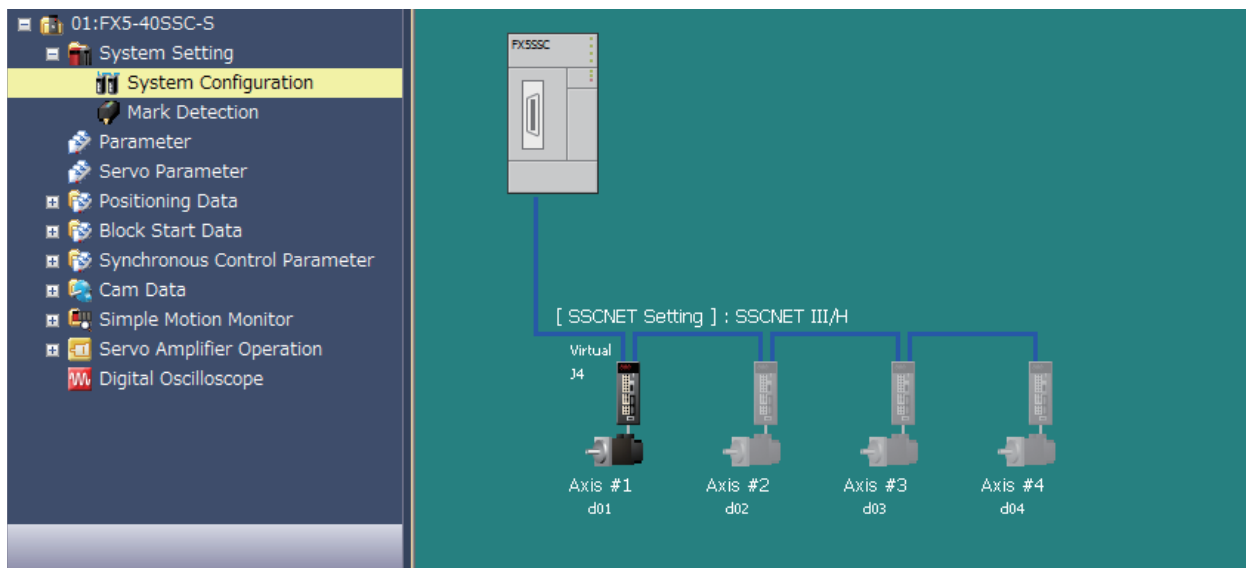 01:FX5-40SSC-S
System Setting
System Configuration
Mark Detection
Parameter
Servo Parameter
Positioning Data
Block Start Data
Synchronous Control Parameter
Cam Data
Simple Motion Monitor
Servo Amplifier Operation
Digital Oscilloscope
FX5SSC
[ SSCNET Setting ] : SSCNET III/H
Virtual
J4
Axis #1 Axis #2 Axis #3 Axis #4
d01 d02 d03 d04